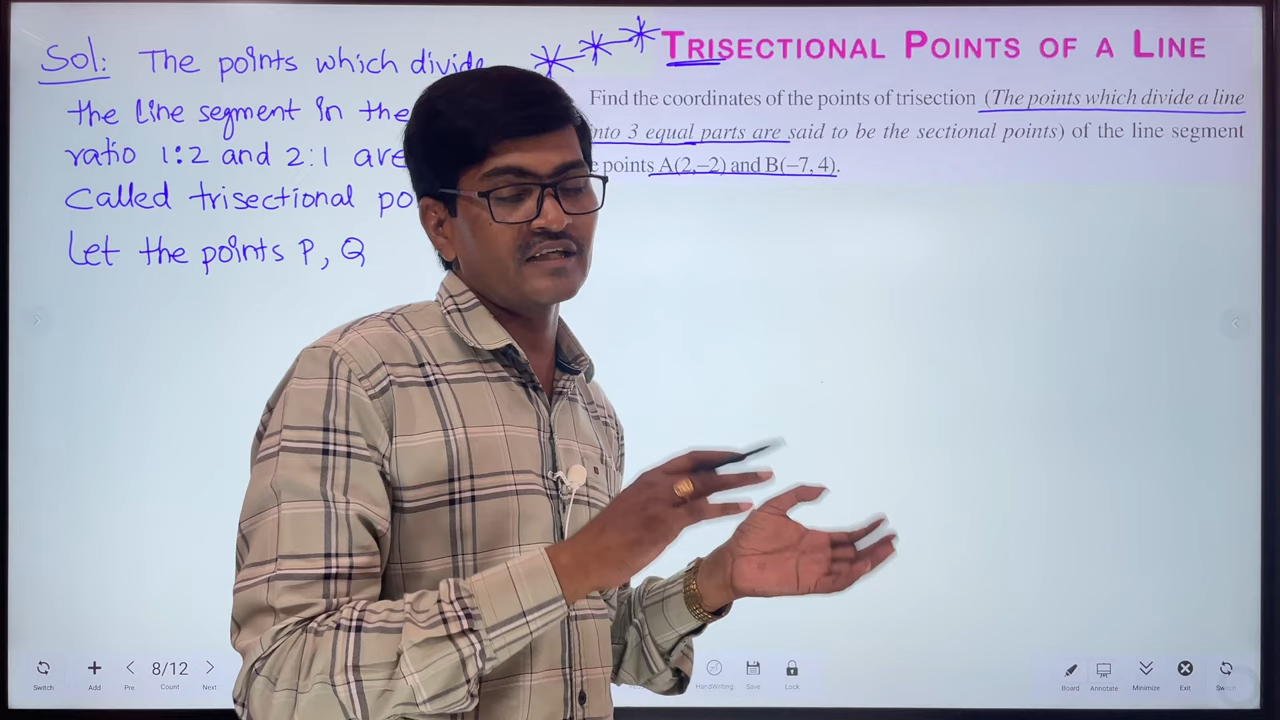 Sol: The points which divide
the line segment in the
ratio 1:2 and 2:1 are
Called trisectional po
Let the points P, Q
TRISECTIONAL POINTS OF A LINE
Find the coordinates of the points of trisection (The points which divide a line
into 3 equal parts are said to be the sectional points) of the line segment
points A(2,–2) and B(–7, 4).
Switch
Add
Pre.
8/12
Count
Next
HandWriting
Save
Lock
Board
Annotate
Minimize
Exit
Switch